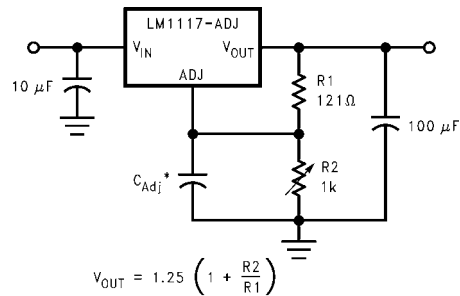 LM1117-ADJ
V_IN
V_OUT
ADJ
10 μF
R1
121Ω
100 μF
C_Adj*
R2
1k
V_OUT = 1.25 (1 + R2/R1)